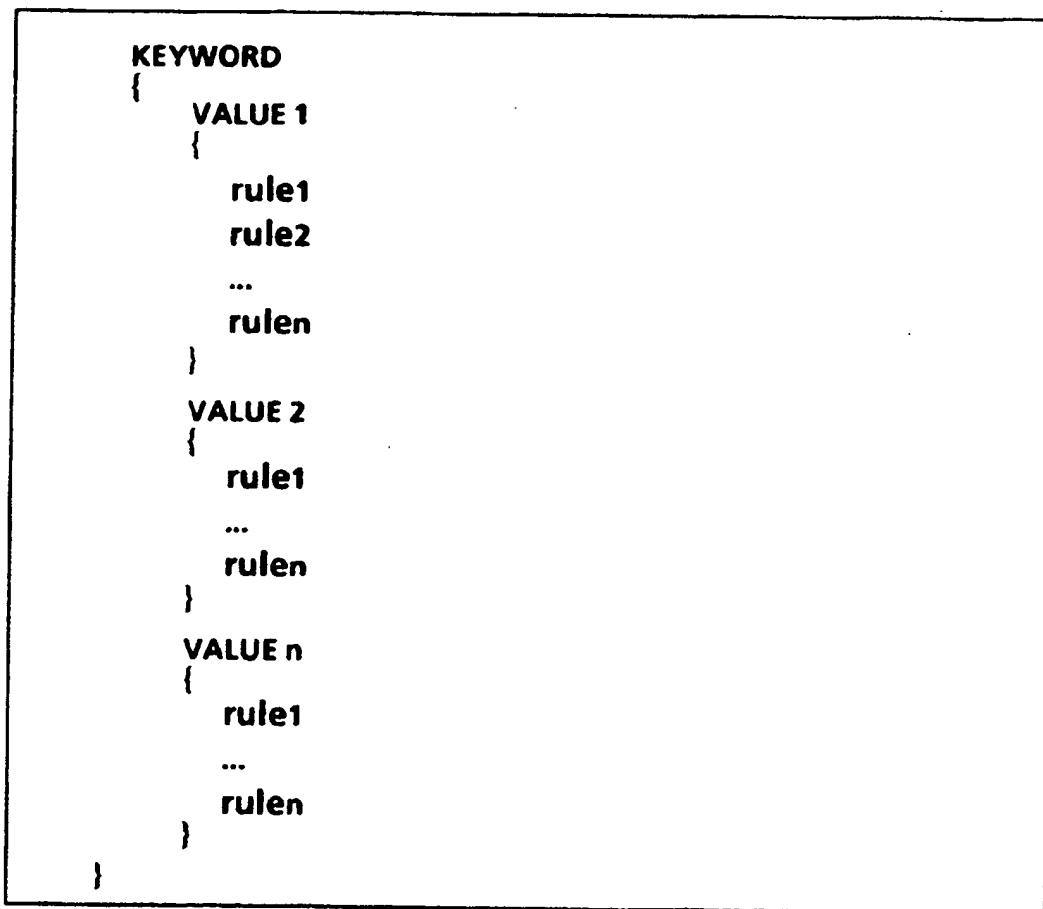 KEYWORD
{
VALUE 1
{
rule1
rule2
...
rulen
}
VALUE 2
{
rule1
...
rulen
}
VALUE n
{
rule1
...
rulen
}
}